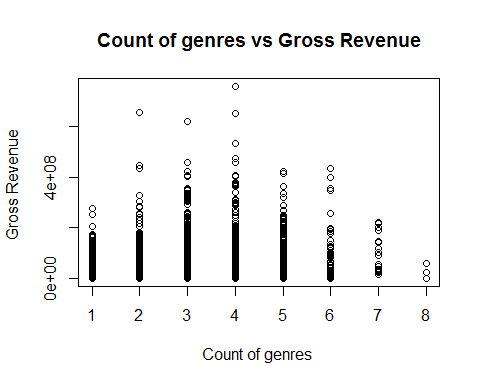 Count of genres vs Gross Revenue
Gross Revenue
4e+08
0e+00
1 2 3 4 5 6 7 8
Count of genres